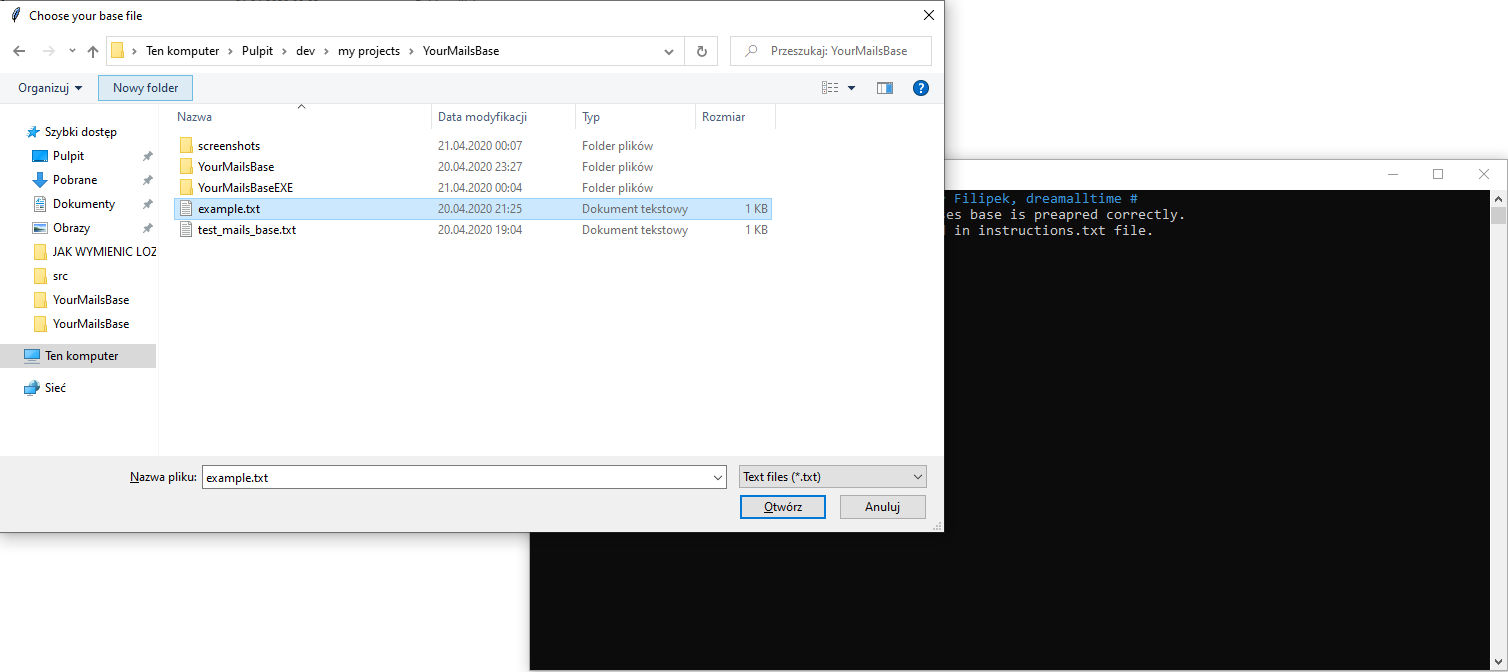 Choose your base file
Ten komputer > Pulpit > dev > my projects > YourMailsBase
Przeszukaj: YourMailsBase
Organizuj
Nowy folder
?
Szybki dostęp
Pulpit
Pobrane
Dokumenty
Obrazy
JAK WYMIENIC LOZ
src
YourMailsBase
YourMailsBase
Ten komputer
Sieć
Nazwa Data modyfikacji Typ Rozmiar
screenshots 21.04.2020 00:07 Folder plików
YourMailsBase 20.04.2020 23:27 Folder plików
YourMailsBaseEXE 21.04.2020 00:04 Folder plików
example.txt 20.04.2020 21:25 Dokument tekstowy 1 KB
test_mails_base.txt 20.04.2020 19:04 Dokument tekstowy 1 KB
Nazwa pliku: example.txt Text files (*.txt)
Otwórz Anuluj
Filipek, dreamalltime #
es base is preapred correctly.
in instructions.txt file.